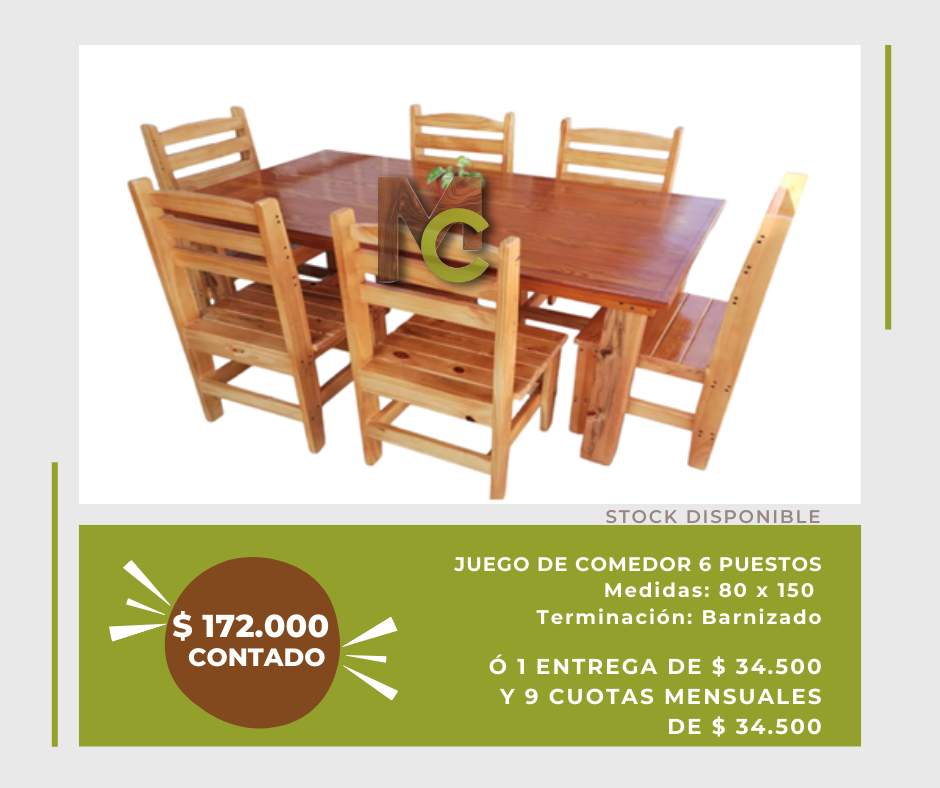 MC
STOCK DISPONIBLE
$ 172.000
CONTADO
JUEGO DE COMEDOR 6 PUESTOS
Medidas: 80 x 150
Terminación: Barnizado
Ó 1 ENTREGA DE $ 34.500
Y 9 CUOTAS MENSUALES
DE $ 34.500